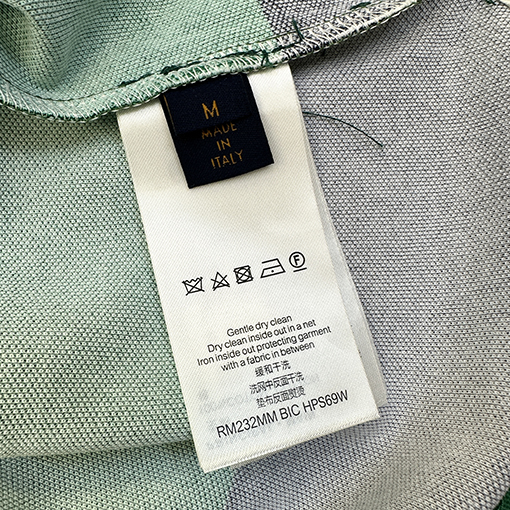 M
MADE
IN
ITALY
F
Gentle dry clean
Dry clean inside out in a net
Iron inside out protecting garment
with a fabric in between
缓和干洗
洗网中反面干洗
垫布反面熨烫
RM232MM BIC HPS69W